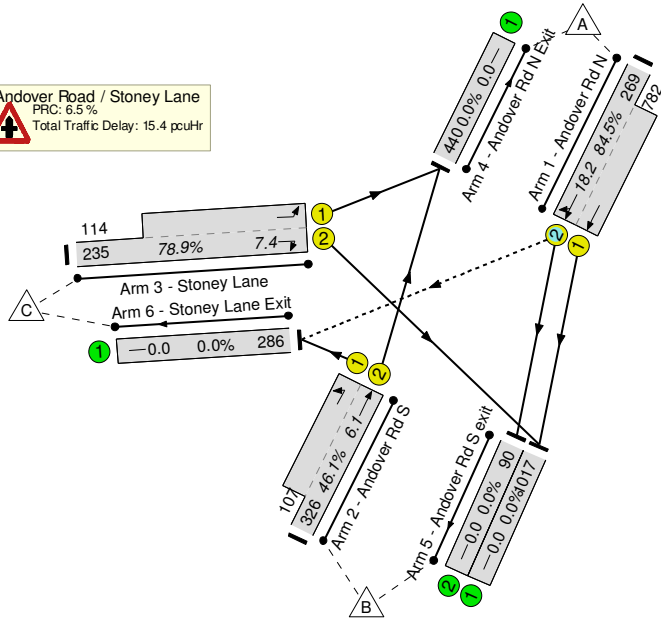 Andover Road / Stoney Lane
PRC: 6.5 %
Total Traffic Delay: 15.4 pcuHr
1
A
440 0.0% 0.0
Arm 4 - Andover Rd N Exit
Arm 1 - Andover Rd N
269
782
18.2 84.5%
2
1
114
235 78.9% 7.4
1
2
Arm 3 - Stoney Lane
C
Arm 6 - Stoney Lane Exit
1
0.0 0.0% 286
1
2
107
326 46.1% 6.1
Arm 2 - Andover Rd S
B
Arm 5 - Andover Rd S exit
0.0 0.0% 90
0.0 0.0% 1017
2
1